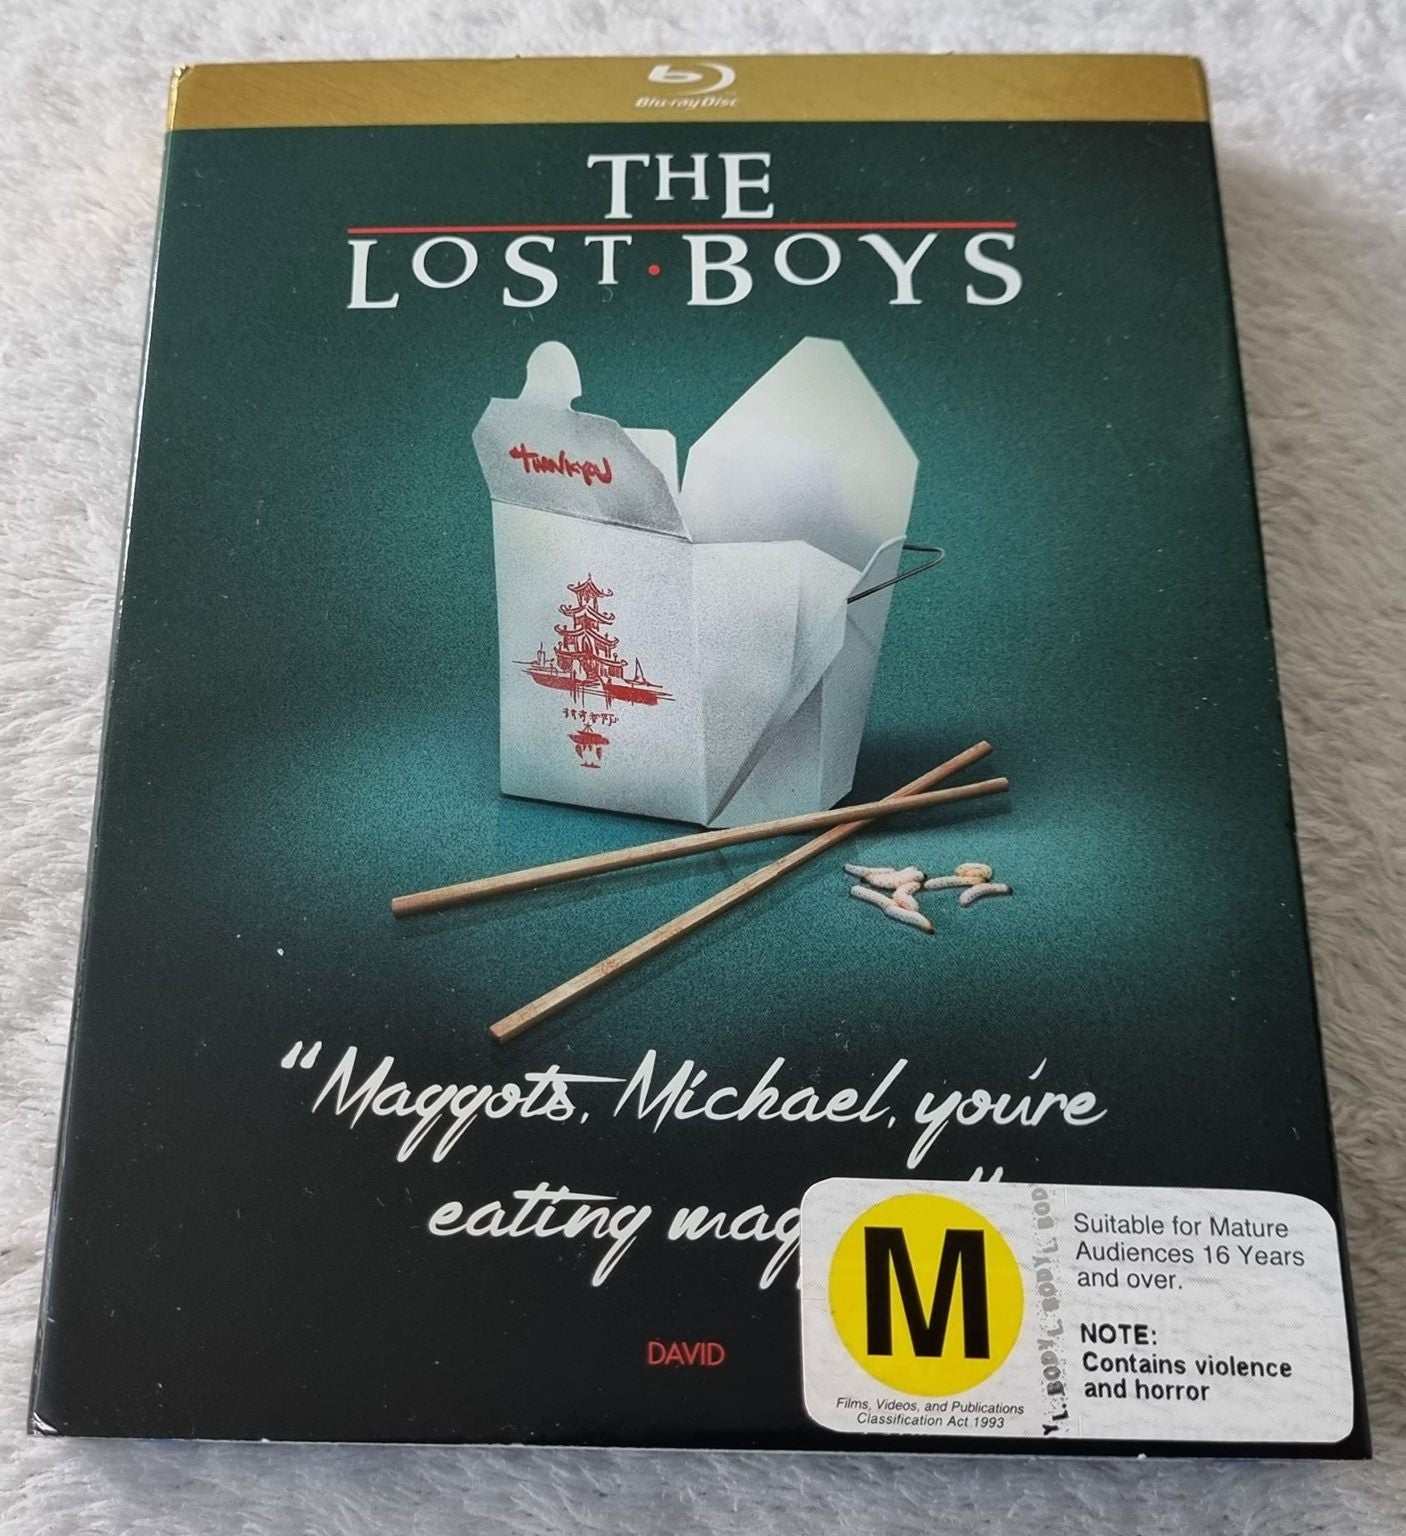 Blu-ray Disc
THE
LOST · BOYS
THANKYOU
"Maggots, Michael, you're
eating
DAVID
M
Films, Videos, and Publications
Classification Act 1993
Suitable for Mature
Audiences 16 Years
and over.
NOTE:
Contains violence
and horror